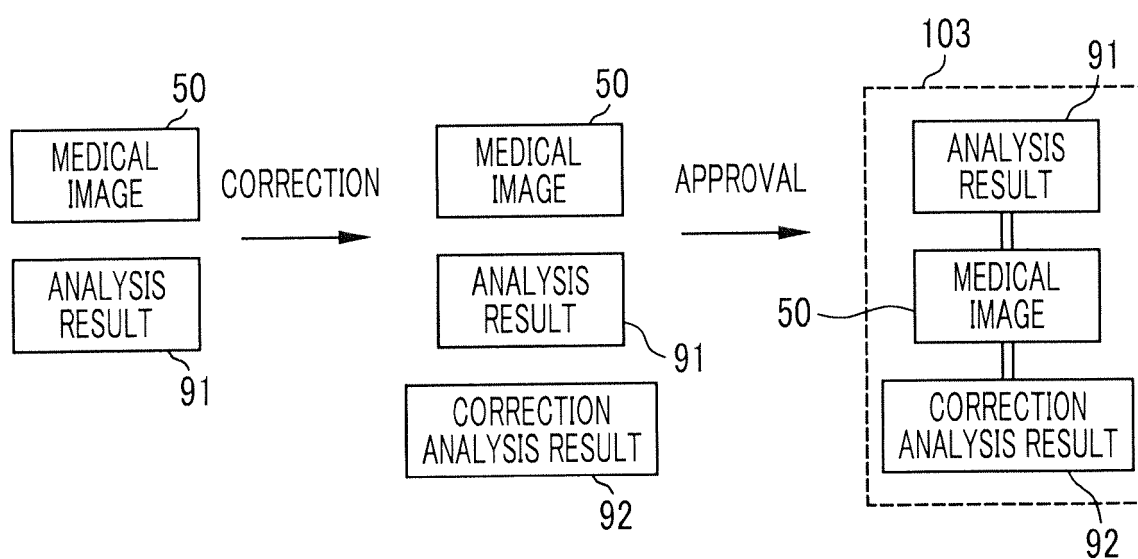 50
MEDICAL
IMAGE
ANALYSIS
RESULT
91
CORRECTION
50
MEDICAL
IMAGE
ANALYSIS
RESULT
91
CORRECTION
ANALYSIS RESULT
92
APPROVAL
103
91
ANALYSIS
RESULT
50
MEDICAL
IMAGE
CORRECTION
ANALYSIS RESULT
92